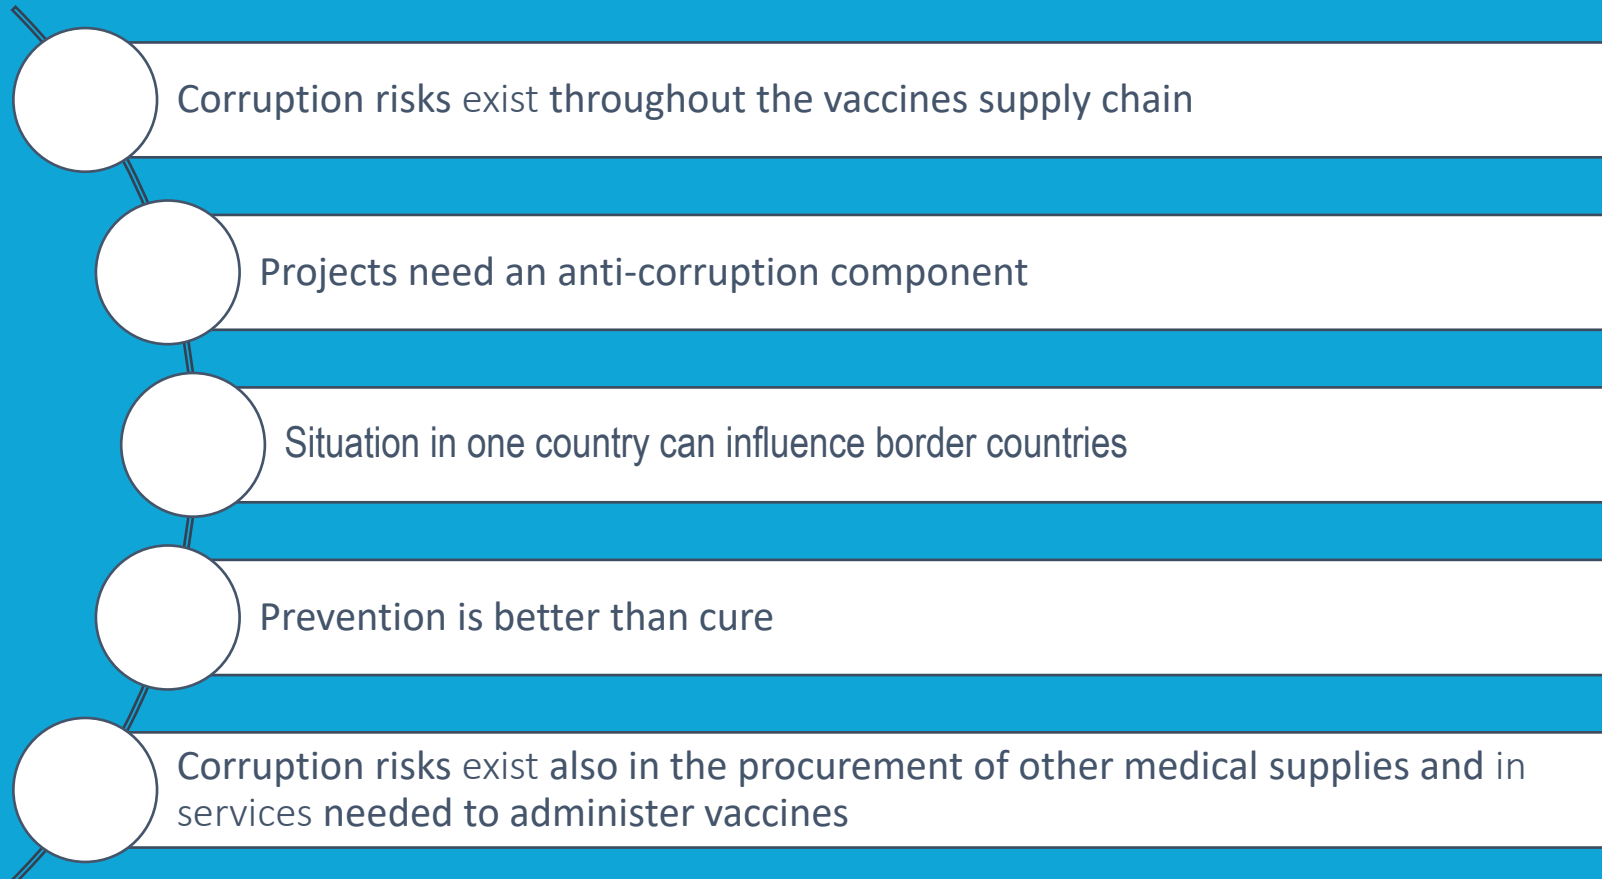 Corruption risks exist throughout the vaccines supply chain
Projects need an anti-corruption component
Situation in one country can influence border countries
Prevention is better than cure
Corruption risks exist also in the procurement of other medical supplies and in
services needed to administer vaccines